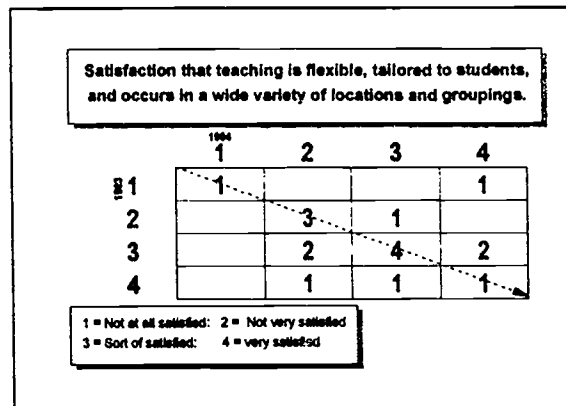 Satisfaction that teaching is flexible, tailored to students,
and occurs in a wide variety of locations and groupings.
1994
1 2 3 4
1993
1 1 1
2 3 1
3 2 4 2
4 1 1 1
1 = Not at all satisfied: 2 = Not very satisfied
3 = Sort of satisfied: 4 = very satisfied